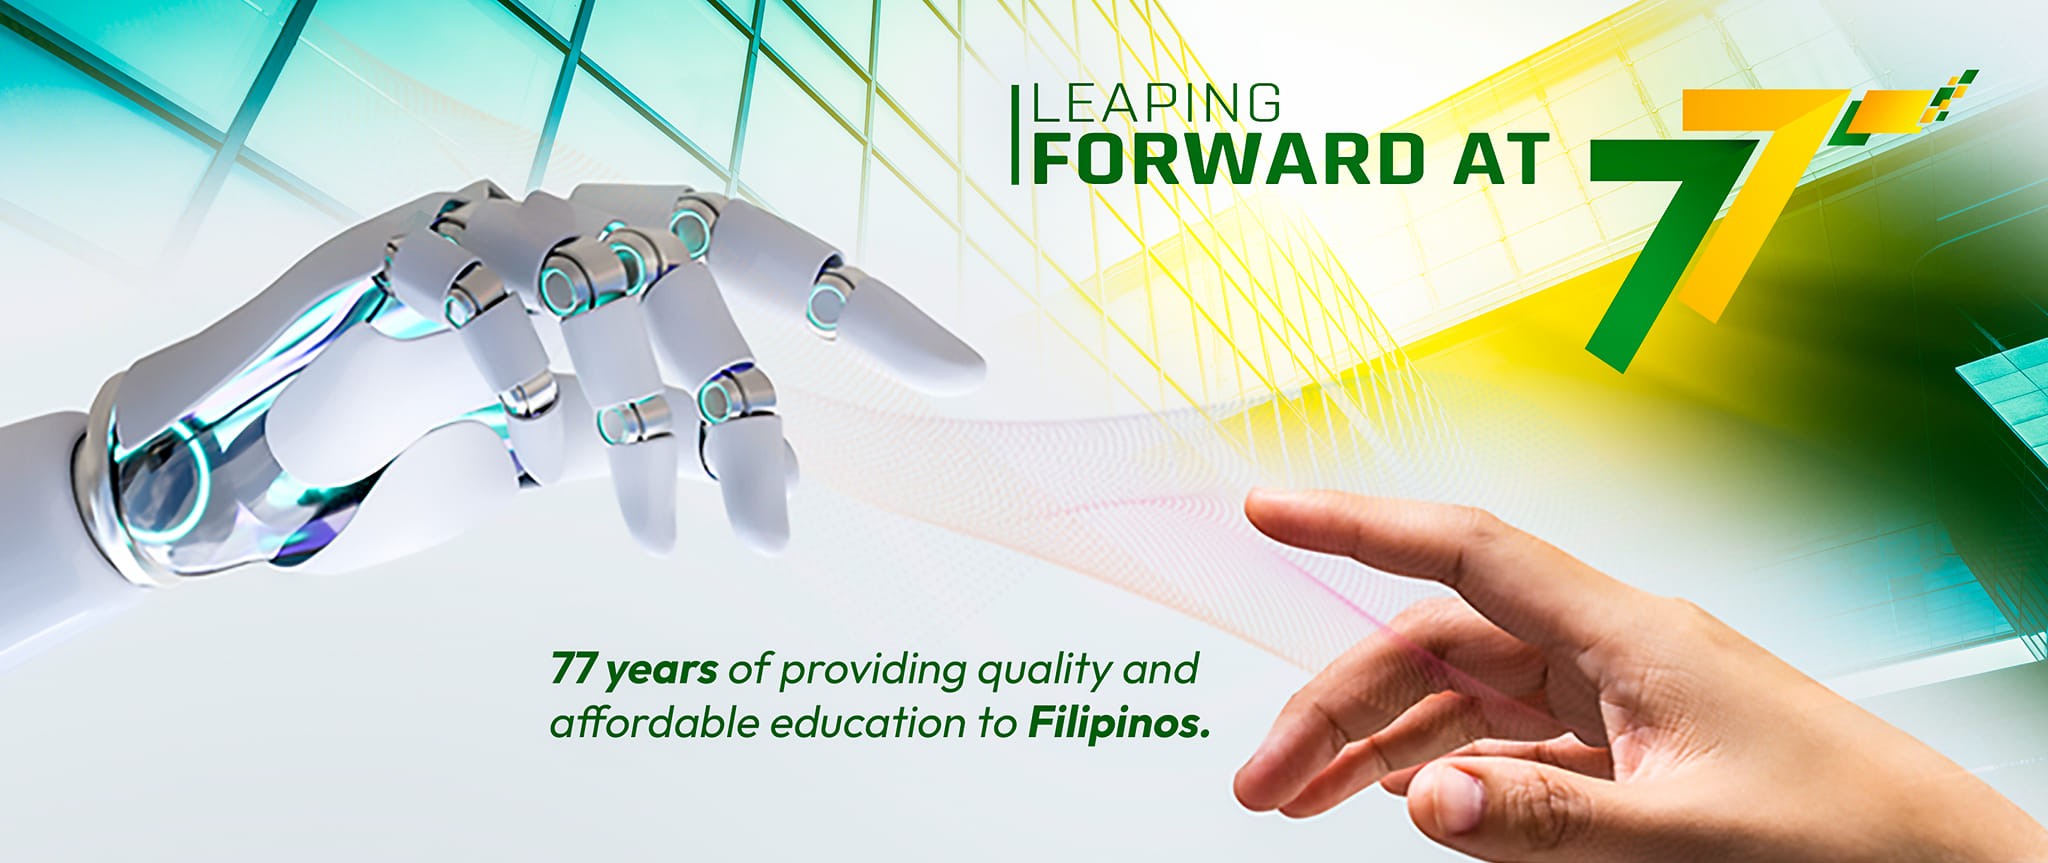 LEAPING
FORWARD AT 77
77 years of providing quality and
affordable education to Filipinos.